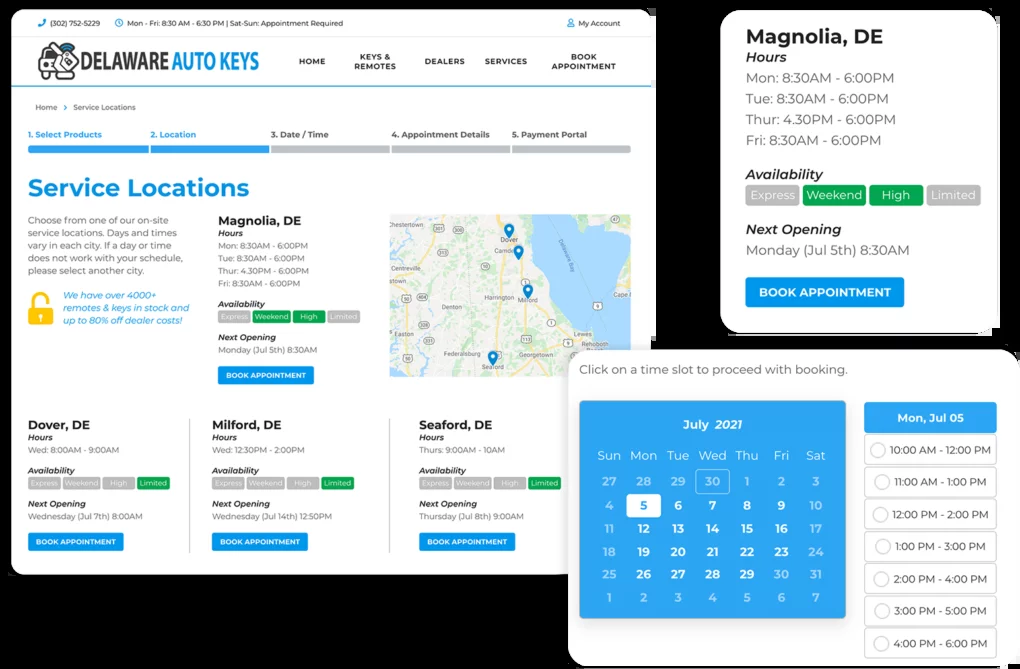 (302) 752-5229 Mon - Fri: 8:30 AM - 6:30 PM | Sat-Sun: Appointment Required My Account
DELAWARE AUTO KEYS
HOME KEYS & REMOTES DEALERS SERVICES BOOK APPOINTMENT
Home > Service Locations
1. Select Products 2. Location 3. Date / Time 4. Appointment Details 5. Payment Portal
Service Locations
Choose from one of our on-site
service locations. Days and times
vary in each city. If a day or time
does not work with your schedule,
please select another city.
We have over 4000+
remotes & keys in stock and
up to 80% off dealer costs!
Magnolia, DE
Hours
Mon: 8:30AM - 6:00PM
Tue: 8:30AM - 6:00PM
Thur: 4.30PM - 6:00PM
Fri: 8:30AM - 6:00PM
Availability
Express Weekend High Limited
Next Opening
Monday (Jul 5th) 8:30AM
BOOK APPOINTMENT
Chestertown
301
300
47
Dover
Camden
Delaware Bay
Centreville
313
10
50
404
Denton
Harrington
Milford
9
Cape
16
328
Easton
331
113
1
Lewes
Rehoboth
Federalsburg
Georgetown
50
Seaford
Dover, DE
Hours
Wed: 8:00AM - 9:00AM
Availability
Express Weekend High Limited
Next Opening
Wednesday (Jul 7th) 8:00AM
BOOK APPOINTMENT
Milford, DE
Hours
Wed: 12:30PM - 2:00PM
Availability
Express Weekend High Limited
Next Opening
Wednesday (Jul 14th) 12:50PM
BOOK APPOINTMENT
Seaford, DE
Hours
Thurs: 9:00AM - 10AM
Availability
Express Weekend High Limited
Next Opening
Thursday (Jul 8th) 9:00AM
BOOK APPOINTMENT
Magnolia, DE
Hours
Mon: 8:30AM - 6:00PM
Tue: 8:30AM - 6:00PM
Thur: 4.30PM - 6:00PM
Fri: 8:30AM - 6:00PM
Availability
Express Weekend High Limited
Next Opening
Monday (Jul 5th) 8:30AM
BOOK APPOINTMENT
Click on a time slot to proceed with booking.
July 2021
Sun Mon Tue Wed Thu Fri Sat
27 28 29 30 1 2 3
4 5 6 7 8 9 10
11 12 13 14 15 16 17
18 19 20 21 22 23 24
25 26 27 28 29 30 31
1 2 3 4 5 6 7
Mon, Jul 05
10:00 AM - 12:00 PM
11:00 AM - 1:00 PM
12:00 PM - 2:00 PM
1:00 PM - 3:00 PM
2:00 PM - 4:00 PM
3:00 PM - 5:00 PM
4:00 PM - 6:00 PM